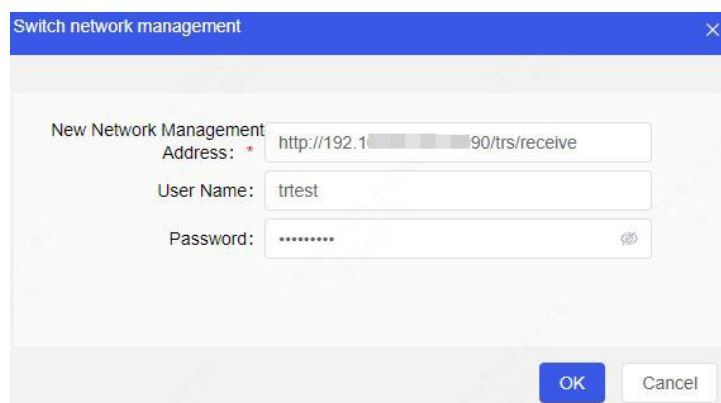 Switch network management
New Network Management
Address: *
http://192.1 90/trs/receive
User Name:
trtest
Password:
•••••••••
OK
Cancel